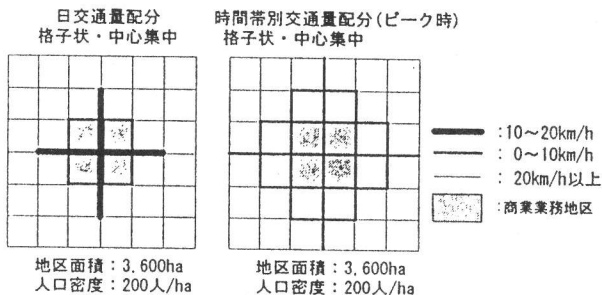 日交通量配分
格子状・中心集中
時間帯別交通量配分(ピーク時)
格子状・中心集中
:10～20km/h
:0～10km/h
:20km/h以上
:商業業務地区
地区面積:3,600ha
人口密度:200人/ha
地区面積:3,600ha
人口密度:200人/ha